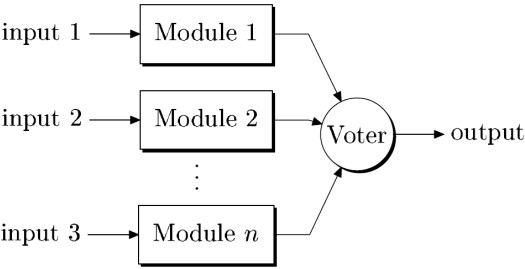 input 1 Module 1
input 2 Module 2
Voter output
input 3 Module n